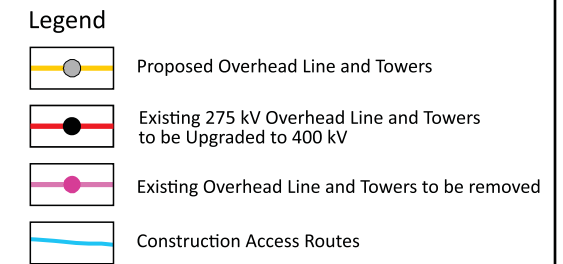 Legend
Proposed Overhead Line and Towers
Existing 275 kV Overhead Line and Towers
to be Upgraded to 400 kV
Existing Overhead Line and Towers to be removed
Construction Access Routes